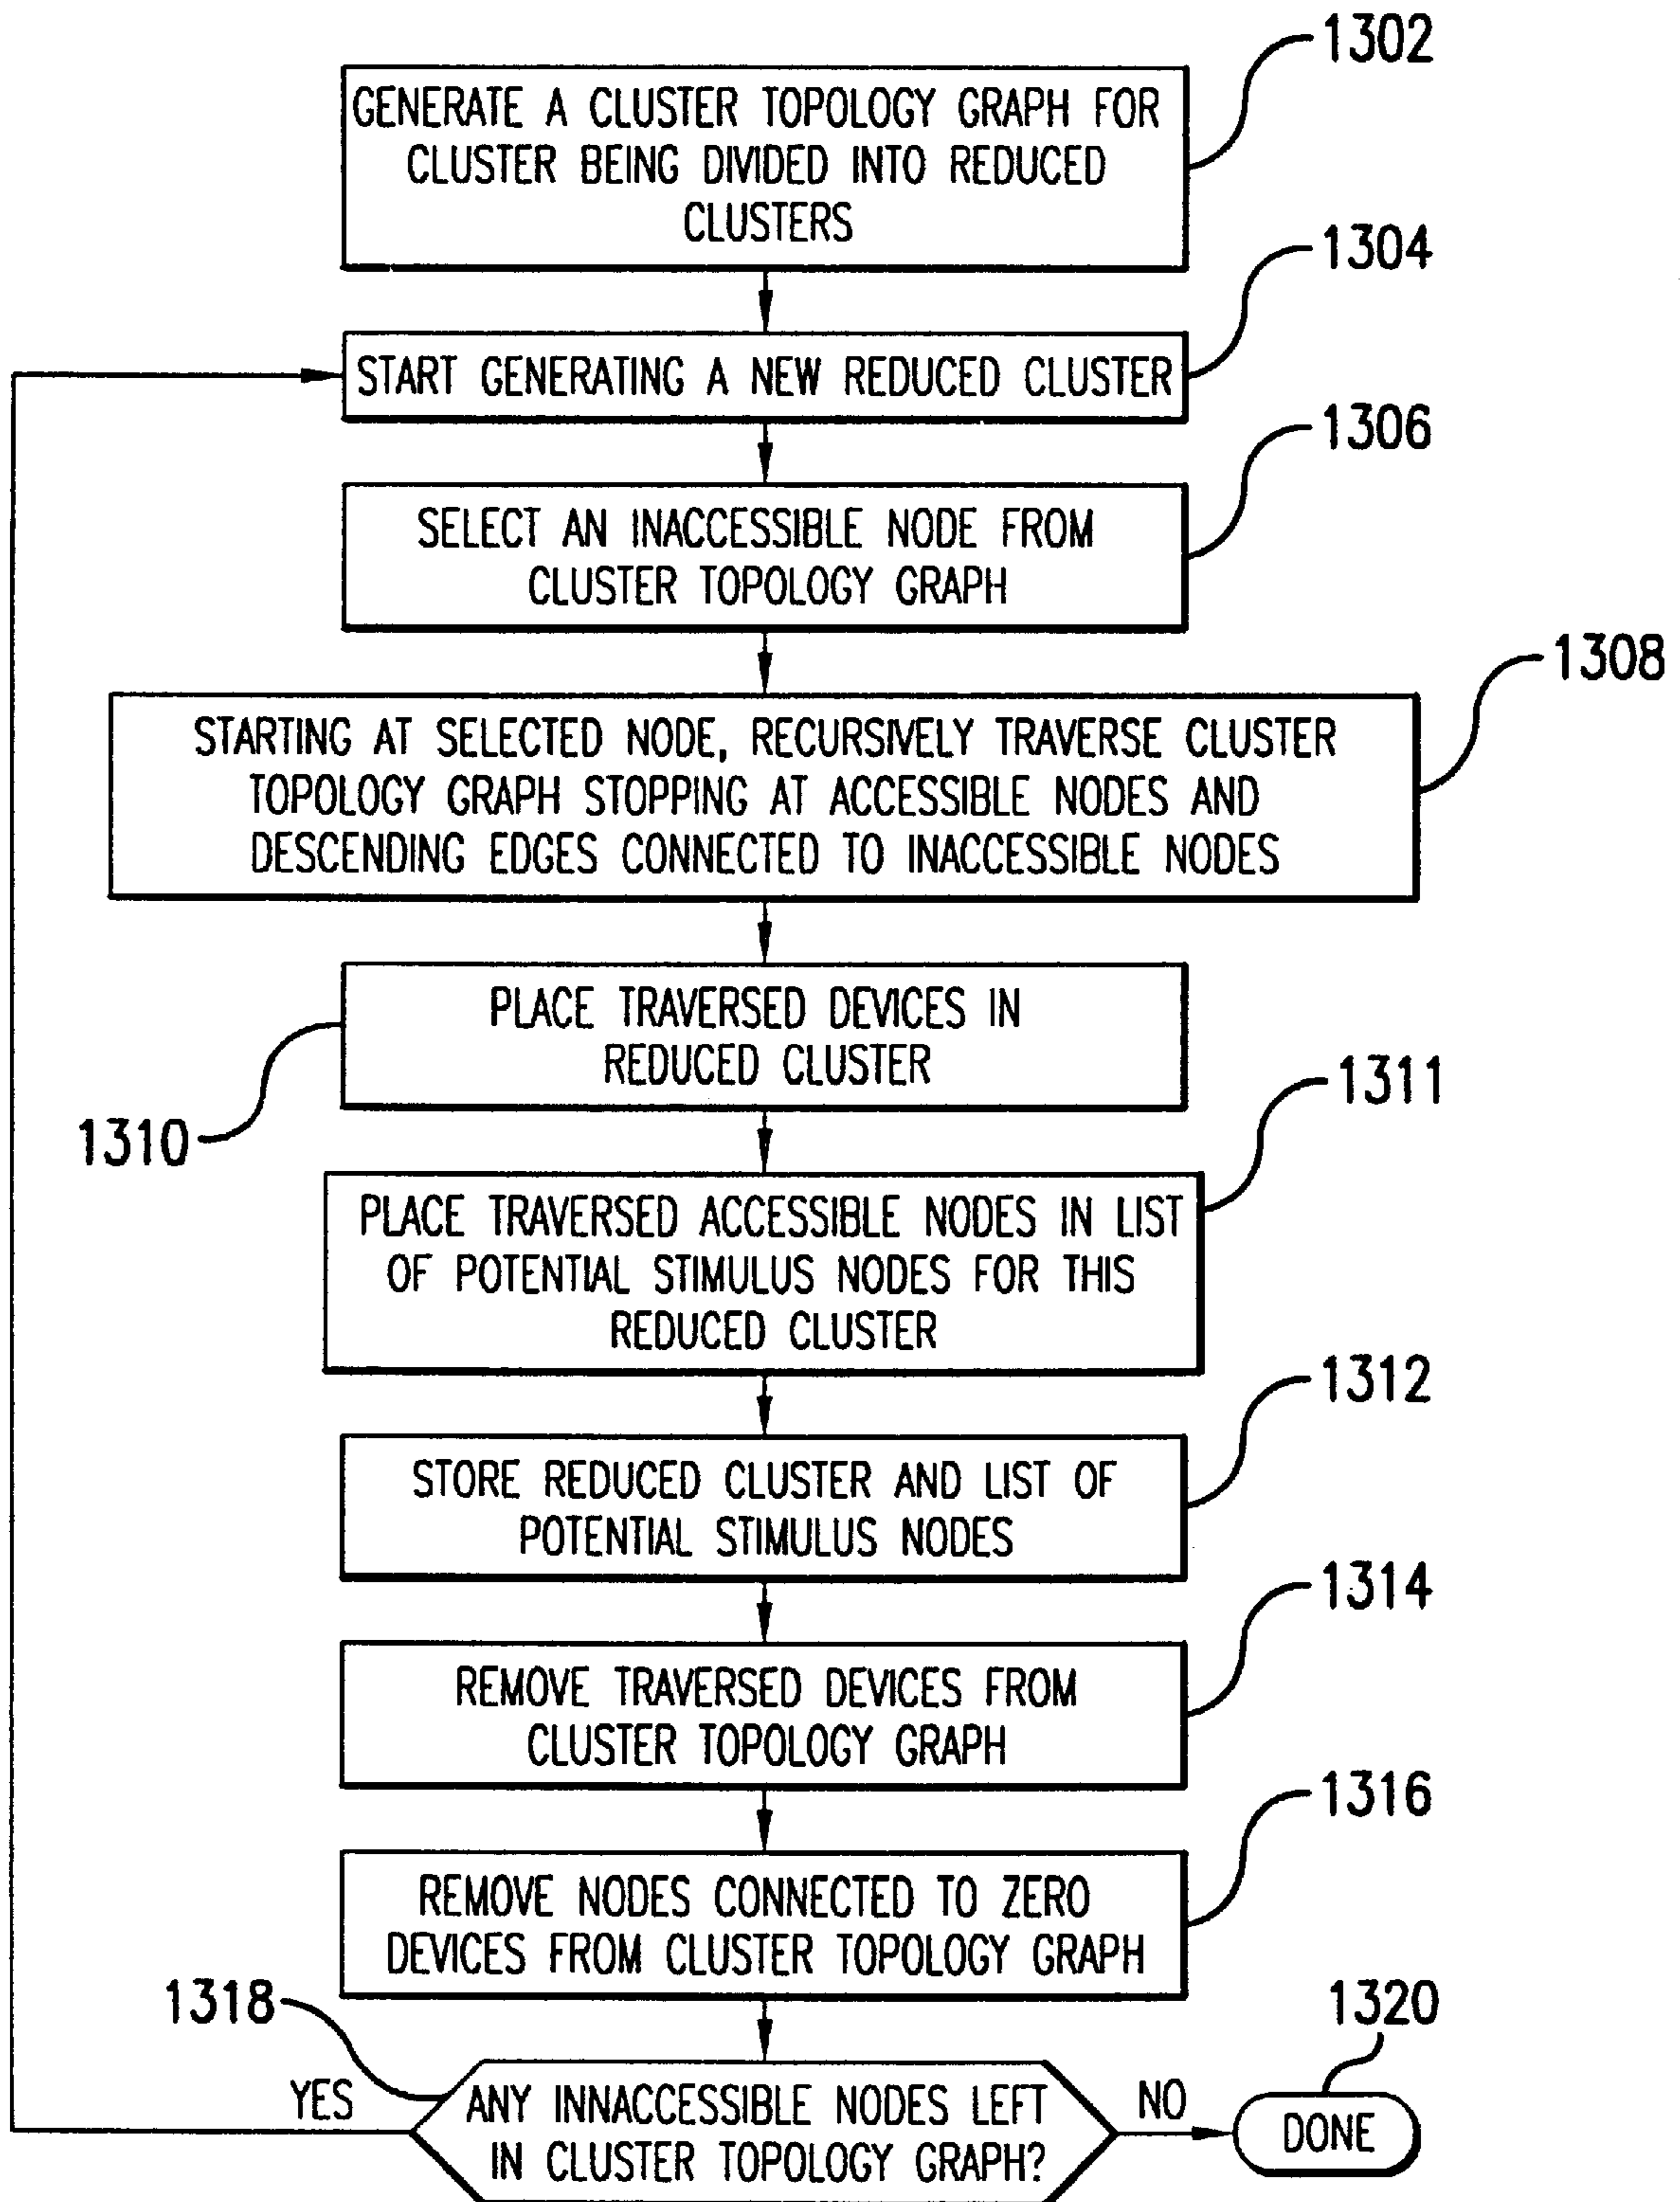 1302
GENERATE A CLUSTER TOPOLOGY GRAPH FOR
CLUSTER BEING DIVIDED INTO REDUCED
CLUSTERS
1304
START GENERATING A NEW REDUCED CLUSTER
1306
SELECT AN INACCESSIBLE NODE FROM
CLUSTER TOPOLOGY GRAPH
1308
STARTING AT SELECTED NODE, RECURSIVELY TRAVERSE CLUSTER
TOPOLOGY GRAPH STOPPING AT ACCESSIBLE NODES AND
DESCENDING EDGES CONNECTED TO INACCESSIBLE NODES
PLACE TRAVERSED DEVICES IN
REDUCED CLUSTER
1310
1311
PLACE TRAVERSED ACCESSIBLE NODES IN LIST
OF POTENTIAL STIMULUS NODES FOR THIS
REDUCED CLUSTER
1312
STORE REDUCED CLUSTER AND LIST OF
POTENTIAL STIMULUS NODES
1314
REMOVE TRAVERSED DEVICES FROM
CLUSTER TOPOLOGY GRAPH
1316
REMOVE NODES CONNECTED TO ZERO
DEVICES FROM CLUSTER TOPOLOGY GRAPH
1318
1320
YES
ANY INNACCESSIBLE NODES LEFT
IN CLUSTER TOPOLOGY GRAPH?
NO
DONE